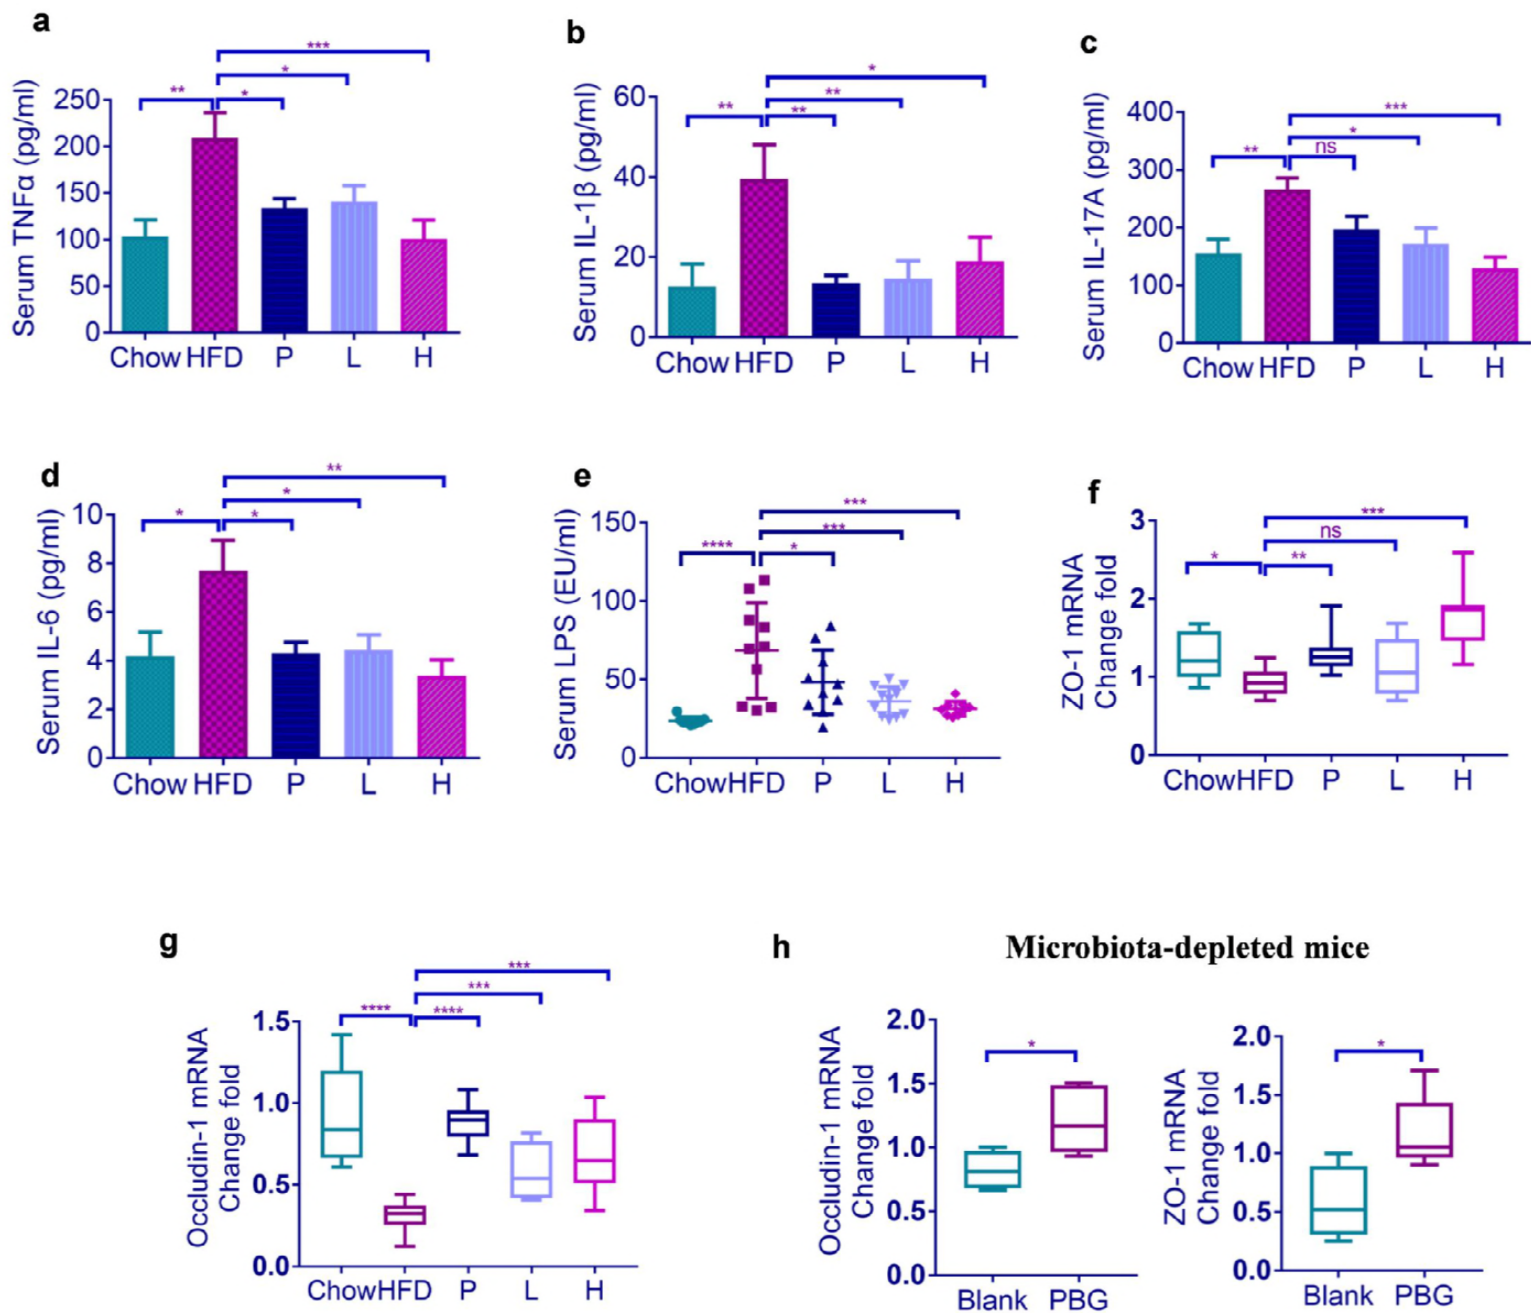 a
Serum TNFα (pg/ml)
250
200
150
100
50
0
**
*
*
***
Chow HFD P L H
b
Serum IL-1β (pg/ml)
60
40
20
0
**
**
**
*
Chow HFD P L H
c
Serum IL-17A (pg/ml)
400
300
200
100
0
**
ns
*
***
Chow HFD P L H
d
Serum IL-6 (pg/ml)
10
8
6
4
2
0
*
*
*
**
Chow HFD P L H
e
Serum LPS (EU/ml)
150
100
50
0
****
*
***
***
ChowHFD P L H
f
ZO-1 mRNA
Change fold
3
2
1
0
*
**
ns
***
ChowHFD P L H
g
Occludin-1 mRNA
Change fold
1.5
1.0
0.5
0.0
****
****
***
***
ChowHFD P L H
h
Microbiota-depleted mice
Occludin-1 mRNA
Change fold
2.0
1.5
1.0
0.5
0.0
*
Blank PBG
ZO-1 mRNA
Change fold
2.0
1.5
1.0
0.5
0.0
*
Blank PBG